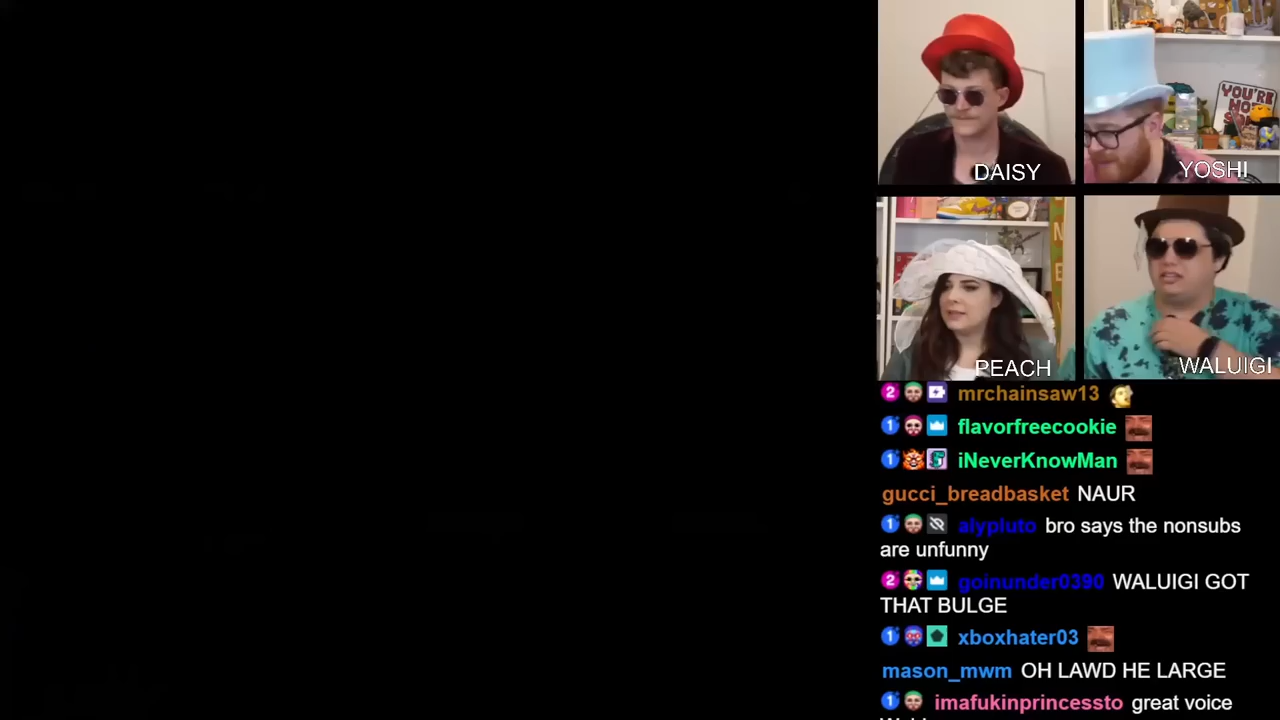 YOU'RE
NOT
DAISY
YOSHI
PEACH
WALUIGI
mrchainsaw13
flavorfreecookie
iNeverKnowMan
gucci_breadbasket NAUR
alypluto bro says the nonsubs
are unfunny
goinunder0390 WALUIGI GOT
THAT BULGE
xboxhater03
mason_mwm OH LAWD HE LARGE
imafukinprincessto great voice